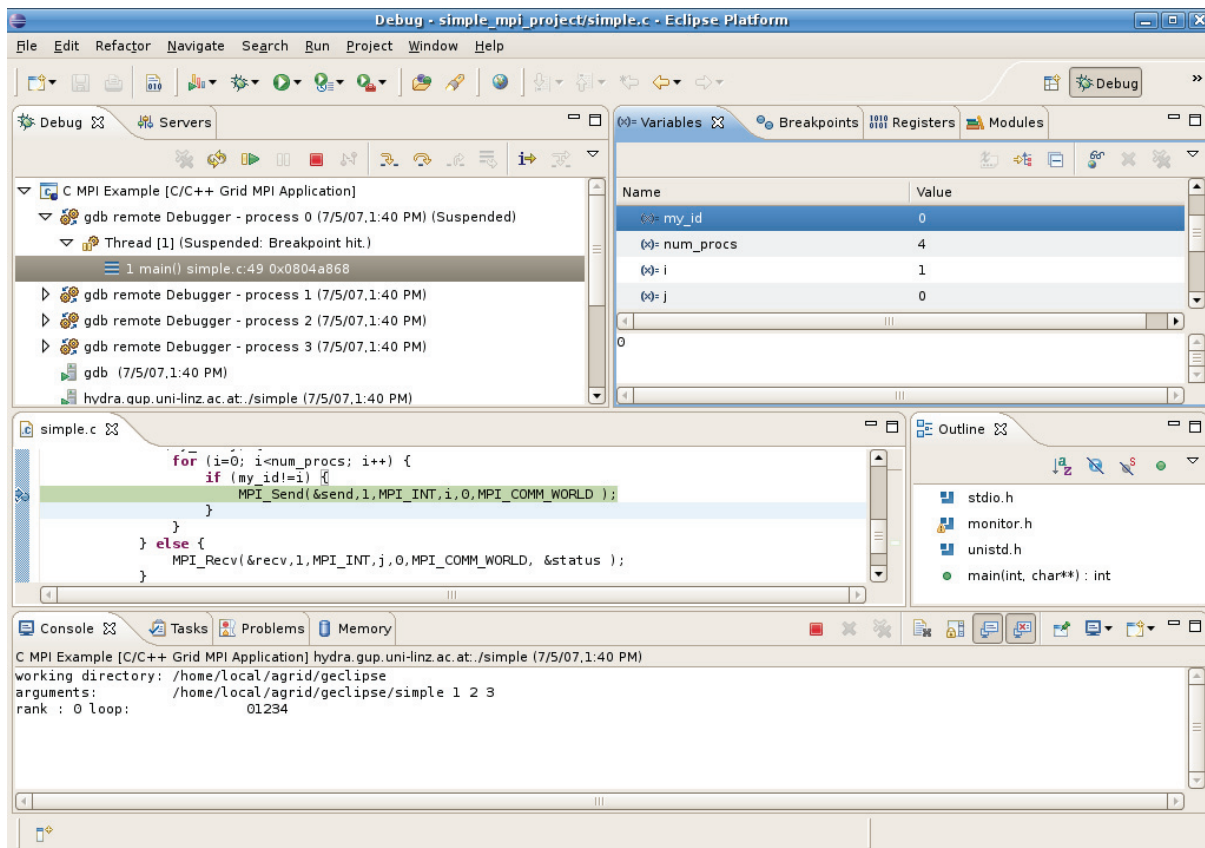 Debug - simple_mpi_project/simple.c - Eclipse Platform
File Edit Refactor Navigate Search Run Project Window Help
010
Debug »
Debug Servers
(x)= Variables Breakpoints 1010 0101 Registers Modules
C MPI Example [C/C++ Grid MPI Application]
gdb remote Debugger - process 0 (7/5/07,1:40 PM) (Suspended)
Thread [1] (Suspended: Breakpoint hit.)
1 main() simple.c:49 0x0804a868
gdb remote Debugger - process 1 (7/5/07,1:40 PM)
gdb remote Debugger - process 2 (7/5/07,1:40 PM)
gdb remote Debugger - process 3 (7/5/07,1:40 PM)
gdb (7/5/07,1:40 PM)
hydra.gup.uni-linz.ac.at:./simple (7/5/07,1:40 PM)
Name Value
(x)= my_id 0
(x)= num_procs 4
(x)= i 1
(x)= j 0
0
simple.c
for (i=0; i<num_procs; i++) {
if (my_id!=i) {
MPI_Send(&send,1,MPI_INT,i,0,MPI_COMM_WORLD );
}
}
} else {
MPI_Recv(&recv,1,MPI_INT,j,0,MPI_COMM_WORLD, &status );
}
Outline
stdio.h
monitor.h
unistd.h
main(int, char**) : int
Console Tasks Problems Memory
C MPI Example [C/C++ Grid MPI Application] hydra.gup.uni-linz.ac.at:./simple (7/5/07,1:40 PM)
working directory: /home/local/agrid/geclipse
arguments: /home/local/agrid/geclipse/simple 1 2 3
rank : 0 loop: 01234